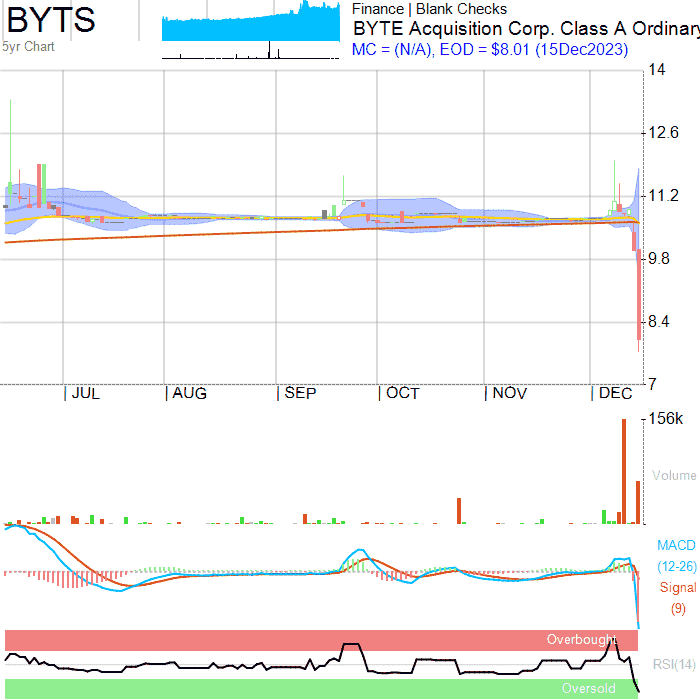 BYTS
5yr Chart
Finance | Blank Checks
BYTE Acquisition Corp. Class A Ordinary
MC = (N/A), EOD = $8.01 (15Dec2023)
14
12.6
11.2
9.8
8.4
7
| JUL
| AUG
| SEP
| OCT
| NOV
| DEC
156k
Volume
MACD
(12-26)
Signal
(9)
Overbought
RSI(14)
Oversold